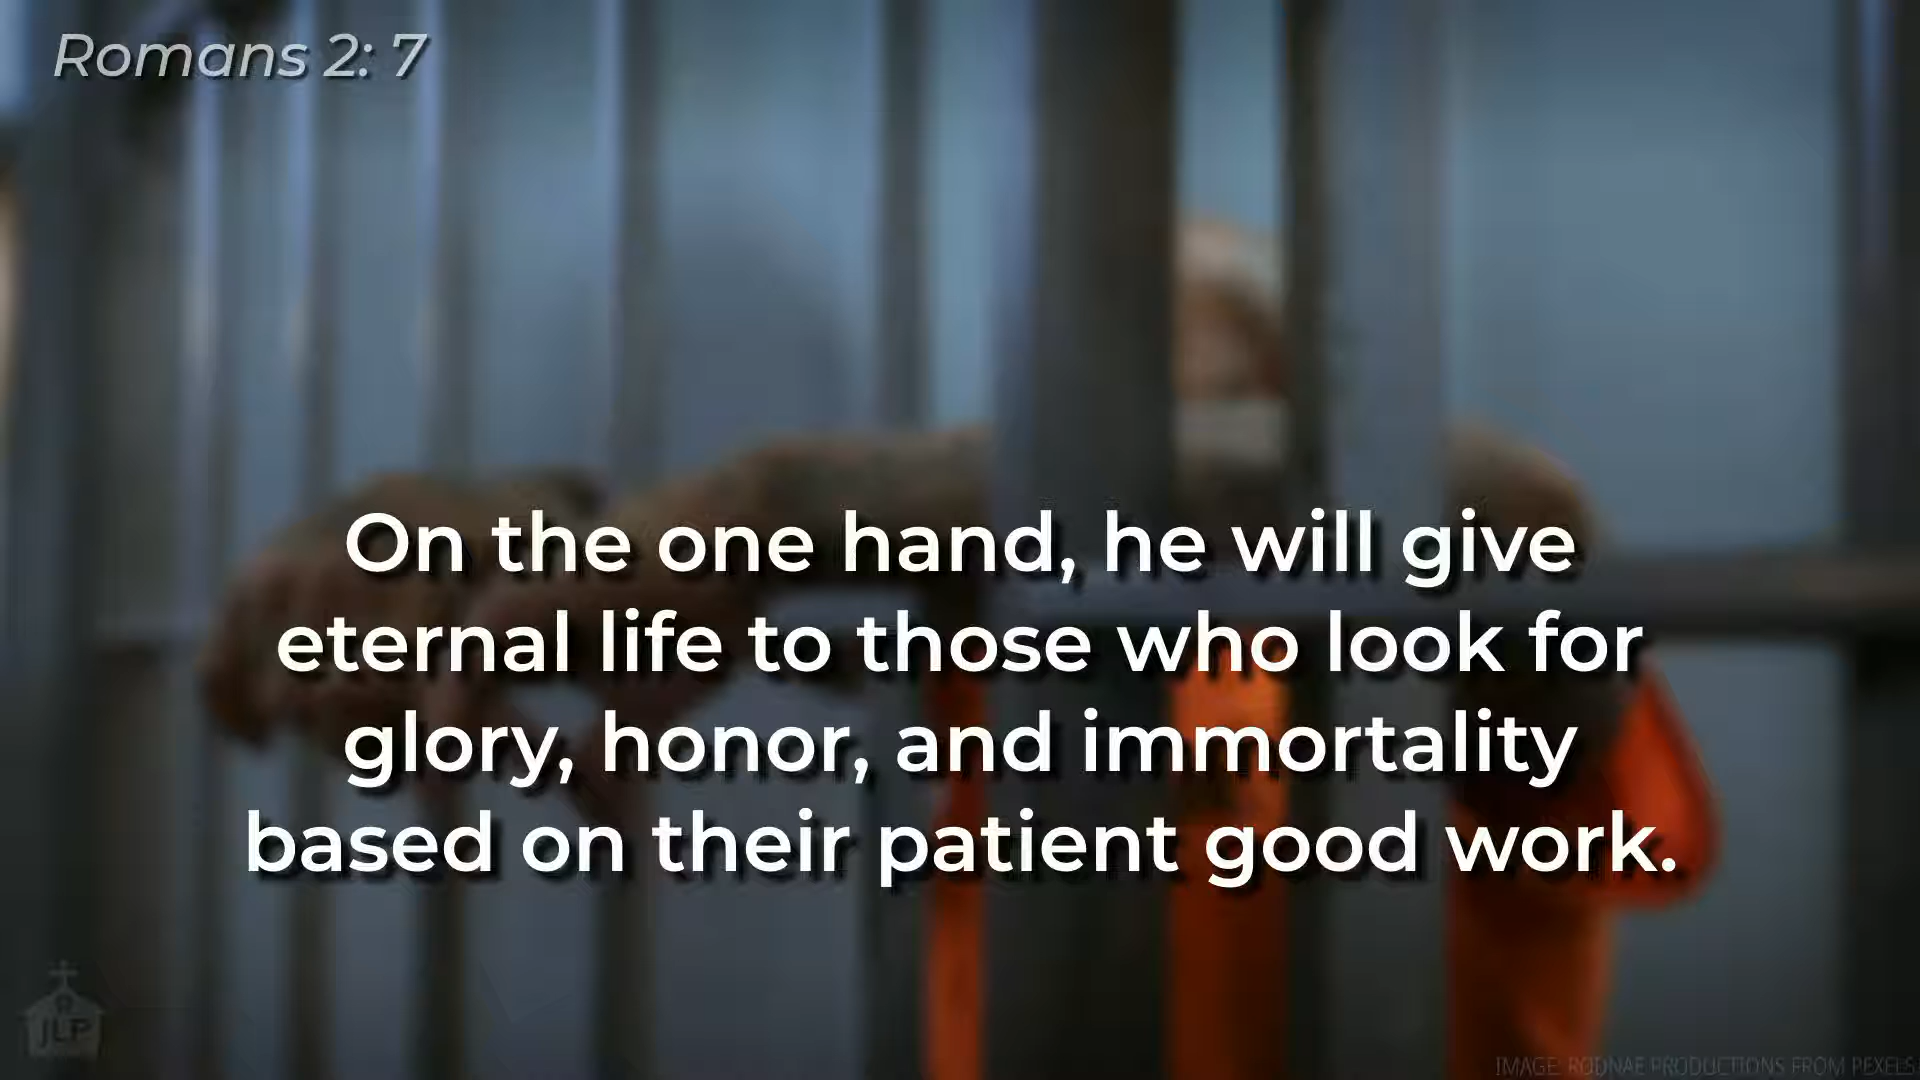 Romans 2: 7
On the one hand, he will give
eternal life to those who look for
glory, honor, and immortality
based on their patient good work.
JLP
IMAGE: RODNAE PRODUCTIONS FROM PEXELS